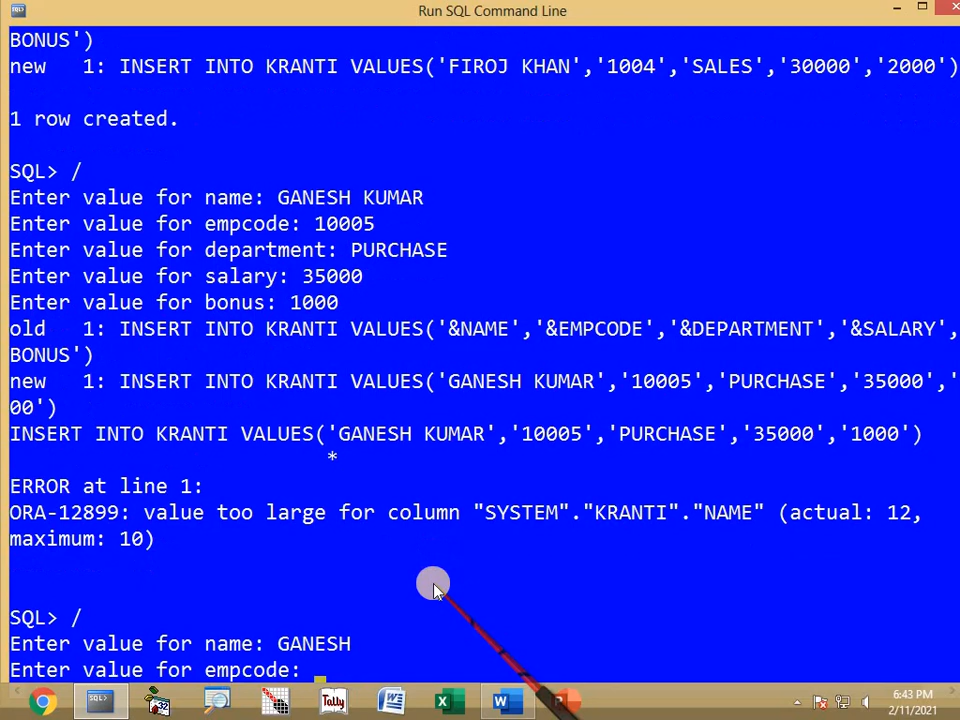 Run SQL Command Line
BONUS')
new   1: INSERT INTO KRANTI VALUES('FIROJ KHAN','1004','SALES','30000','2000')
1 row created.
SQL> /
Enter value for name: GANESH KUMAR
Enter value for empcode: 10005
Enter value for department: PURCHASE
Enter value for salary: 35000
Enter value for bonus: 1000
old   1: INSERT INTO KRANTI VALUES('&NAME','&EMPCODE','&DEPARTMENT','&SALARY',
BONUS')
new   1: INSERT INTO KRANTI VALUES('GANESH KUMAR','10005','PURCHASE','35000','
00')
INSERT INTO KRANTI VALUES('GANESH KUMAR','10005','PURCHASE','35000','1000')
*
ERROR at line 1:
ORA-12899: value too large for column "SYSTEM"."KRANTI"."NAME" (actual: 12,
maximum: 10)
SQL> /
Enter value for name: GANESH
Enter value for empcode:
SQL>
32
Tally
W
X
W
6:43 PM
2/11/2021